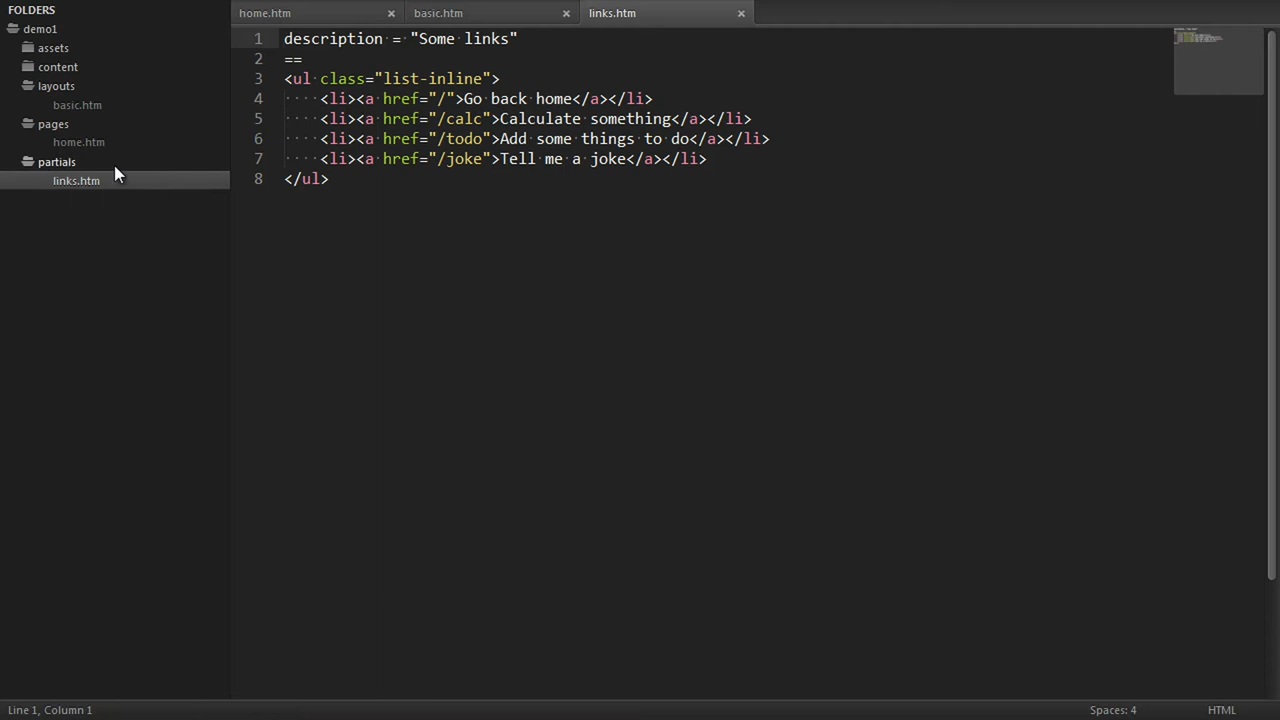 FOLDERS
demo1
assets
content
layouts
basic.htm
pages
home.htm
partials
links.htm
home.htm × basic.htm × links.htm ×
1 description = "Some links"
2 ==
3 <ul class="list-inline">
4 ····<li><a href="/">Go back home</a></li>
5 ····<li><a href="/calc">Calculate something</a></li>
6 ····<li><a href="/todo">Add some things to do</a></li>
7 ····<li><a href="/joke">Tell me a joke</a></li>
8 </ul>
Line 1, Column 1
Spaces: 4
HTML